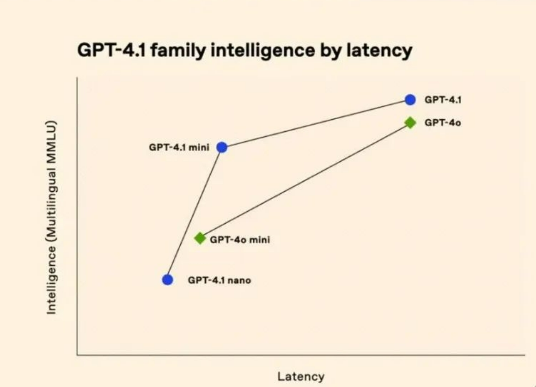 GPT-4.1 family intelligence by latency
GPT-4.1
GPT-4o
GPT-4.1 mini
GPT-4o mini
GPT-4.1 nano
Intelligence (Multilingual MMLU)
Latency